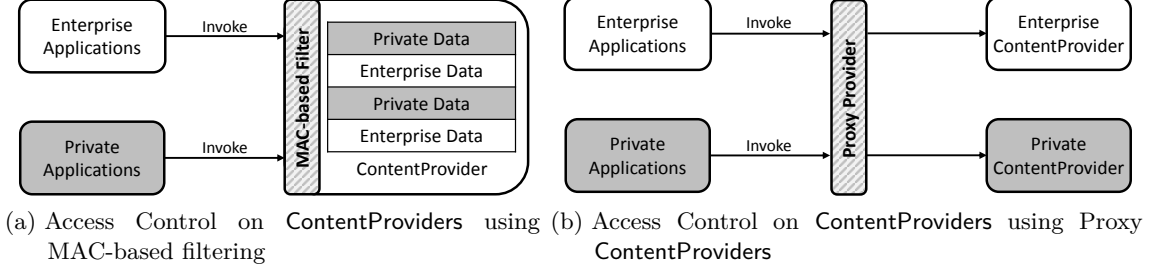 Enterprise
Applications
Invoke
Private
Applications
Invoke
MAC-based Filter
Private Data
Enterprise Data
Private Data
Enterprise Data
ContentProvider
(a) Access Control on ContentProviders using
MAC-based filtering
Enterprise
Applications
Invoke
Private
Applications
Invoke
Proxy Provider
Enterprise
ContentProvider
Private
ContentProvider
(b) Access Control on ContentProviders using Proxy
ContentProviders